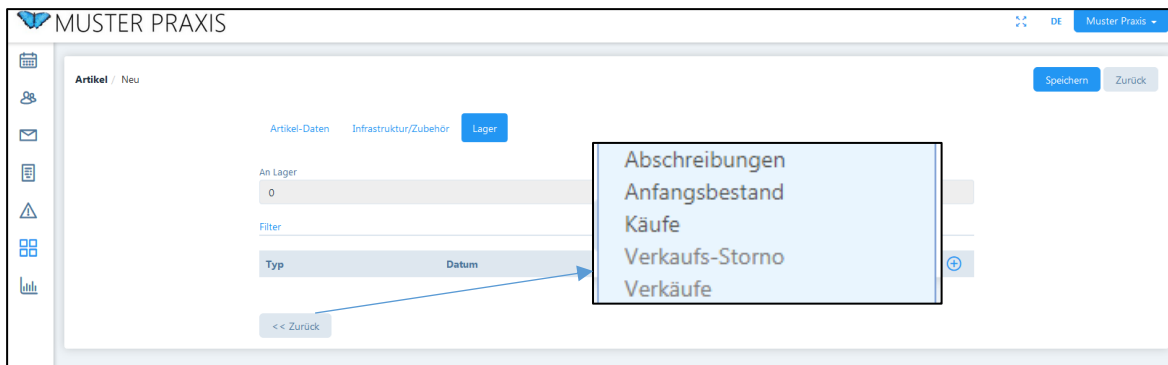 MUSTER PRAXIS
DE
Muster Praxis
Artikel / Neu
Speichern
Zurück
Artikel-Daten
Infrastruktur/Zubehör
Lager
An Lager
0
Filter
Typ
Datum
<< Zurück
Abschreibungen
Anfangsbestand
Käufe
Verkaufs-Storno
Verkäufe